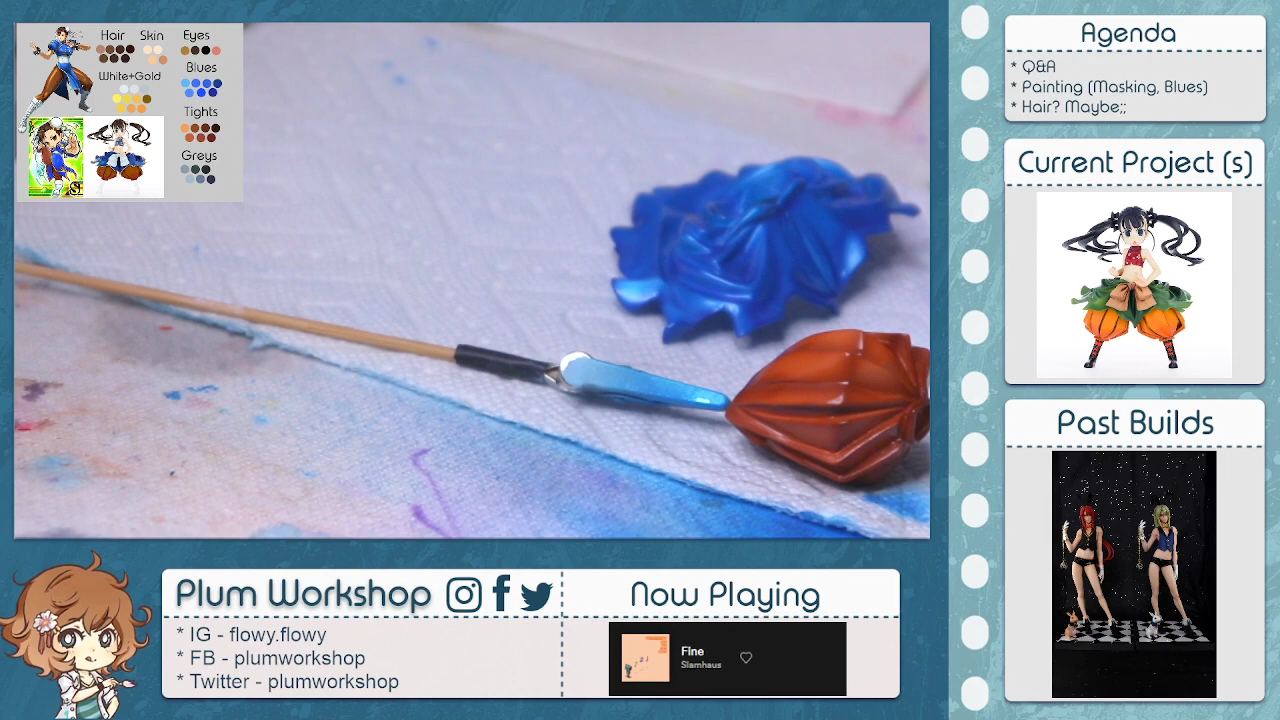 Hair Skin Eyes
White+Gold
Blues
Tights
Greys
Agenda
* Q&A
* Painting (Masking, Blues)
* Hair? Maybe;;
Current Project (s)
Past Builds
Plum Workshop
* IG - flowy.flowy
* FB - plumworkshop
* Twitter - plumworkshop
Now Playing
FIne
Slamhaus